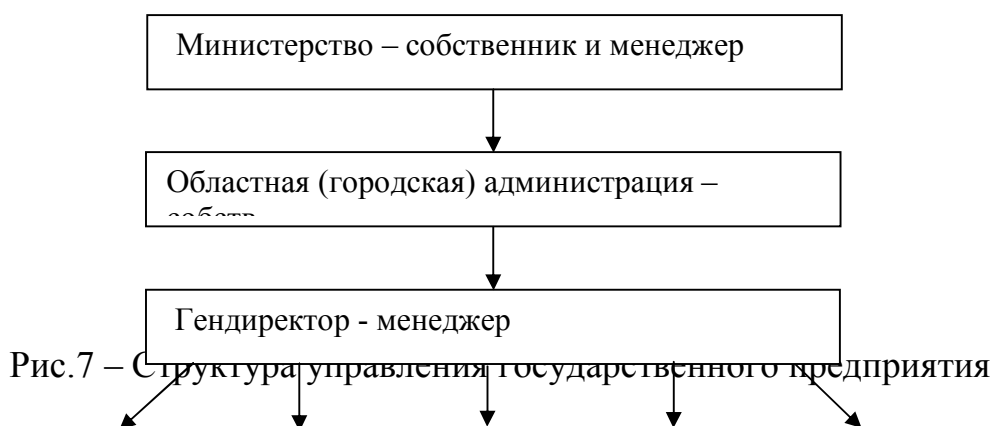 Министерство – собственник и менеджер
Областная (городская) администрация –
Гендиректор - менеджер
Рис.7 – Структура управления государственного предприятия